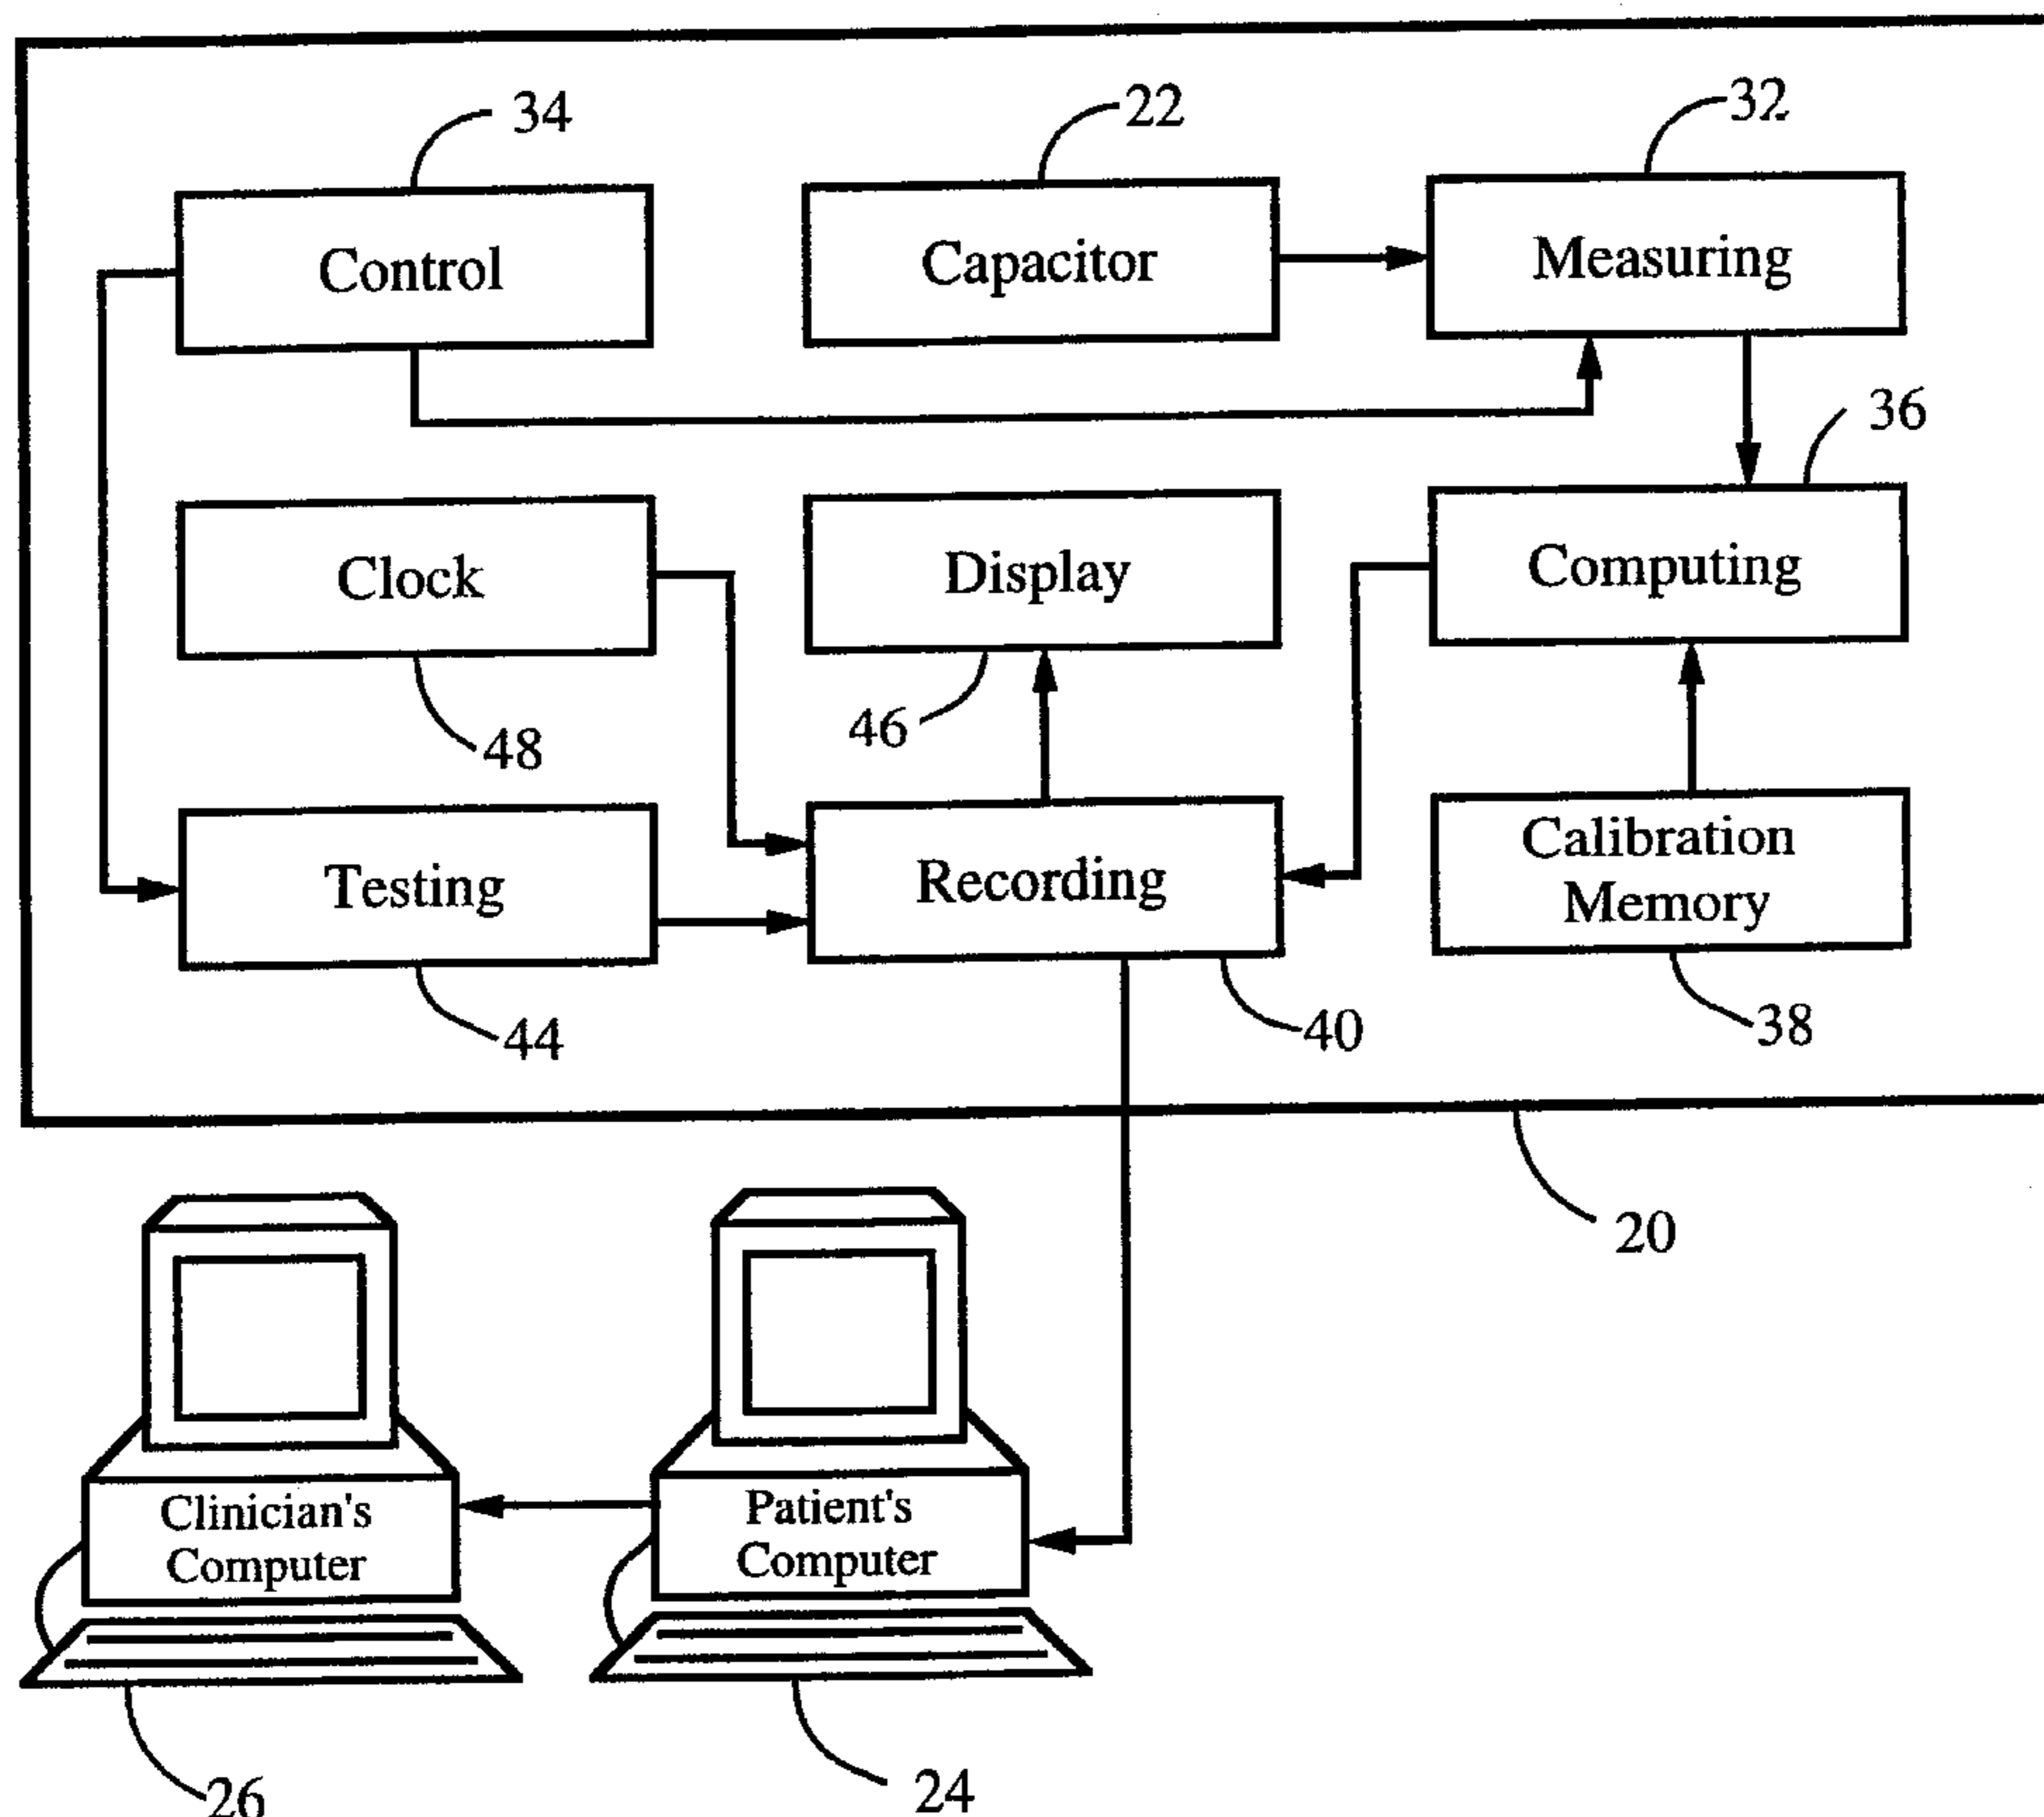 34
22
32
Control
Capacitor
Measuring
36
Clock
Display
Computing
48
46
Testing
Recording
Calibration
Memory
44
40
38
20
Clinician's
Computer
Patient's
Computer
26
24